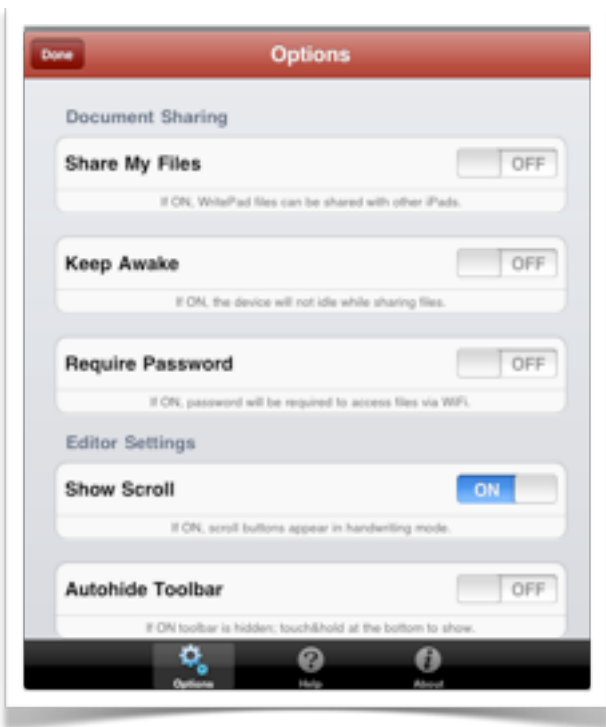 Done
Options
Document Sharing
Share My Files OFF
If ON, WritePad files can be shared with other iPads.
Keep Awake OFF
If ON, the device will not idle while sharing files.
Require Password OFF
If ON, password will be required to access files via WiFi.
Editor Settings
Show Scroll ON
If ON, scroll buttons appear in handwriting mode.
Autohide Toolbar OFF
If ON toolbar is hidden; touch&hold at the bottom to show.
Options Help About